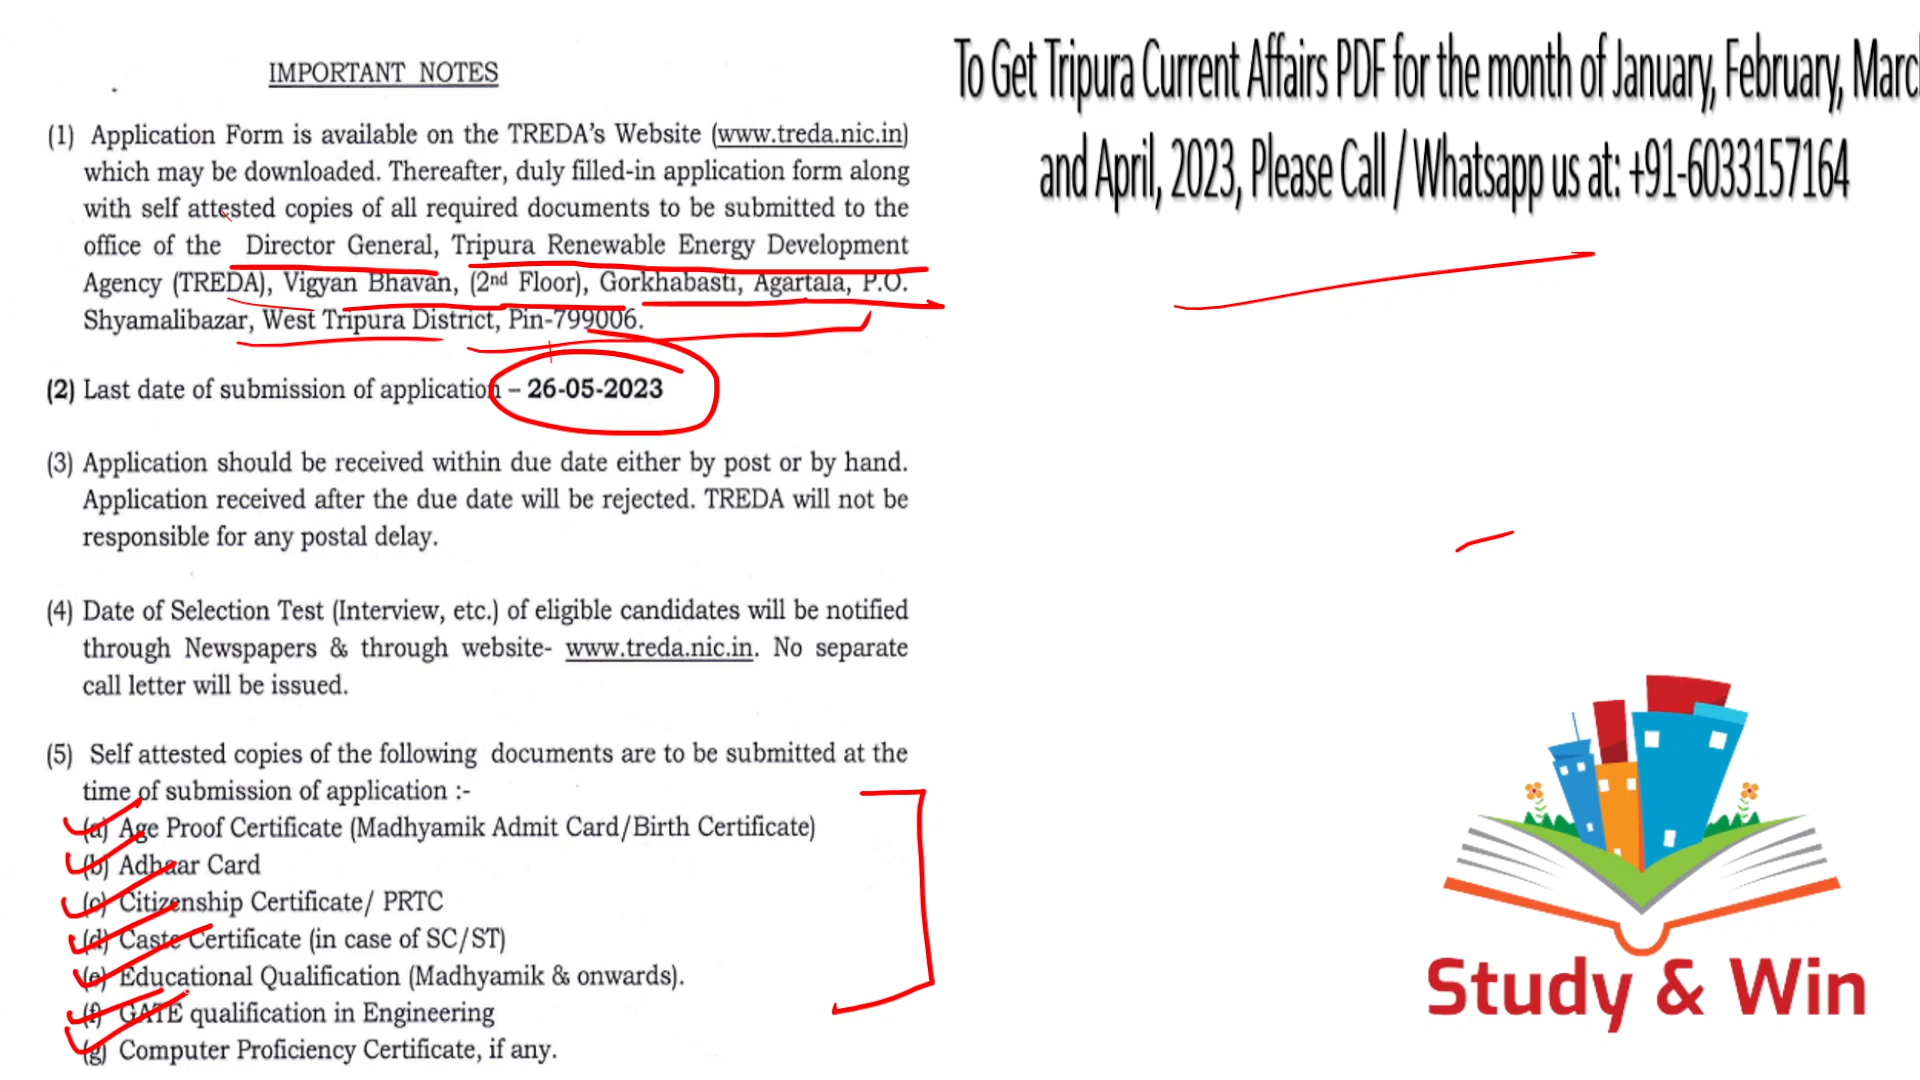 IMPORTANT NOTES
(1) Application Form is available on the TREDA's Website (www.treda.nic.in)
which may be downloaded. Thereafter, duly filled-in application form along
with self attested copies of all required documents to be submitted to the
office of the Director General, Tripura Renewable Energy Development
Agency (TREDA), Vigyan Bhavan, (2nd Floor), Gorkhabasti, Agartala, P.O.
Shyamalibazar, West Tripura District, Pin-799006.
(2) Last date of submission of application – 26-05-2023
(3) Application should be received within due date either by post or by hand.
Application received after the due date will be rejected. TREDA will not be
responsible for any postal delay.
(4) Date of Selection Test (Interview, etc.) of eligible candidates will be notified
through Newspapers & through website- www.treda.nic.in. No separate
call letter will be issued.
(5) Self attested copies of the following documents are to be submitted at the
time of submission of application :-
(a) Age Proof Certificate (Madhyamik Admit Card/Birth Certificate)
(b) Adhaar Card
(c) Citizenship Certificate/ PRTC
(d) Caste Certificate (in case of SC/ST)
(e) Educational Qualification (Madhyamik & onwards).
(f) GATE qualification in Engineering
(g) Computer Proficiency Certificate, if any.
To Get Tripura Current Affairs PDF for the month of January, February, March
and April, 2023, Please Call / Whatsapp us at: +91-6033157164
Study & Win